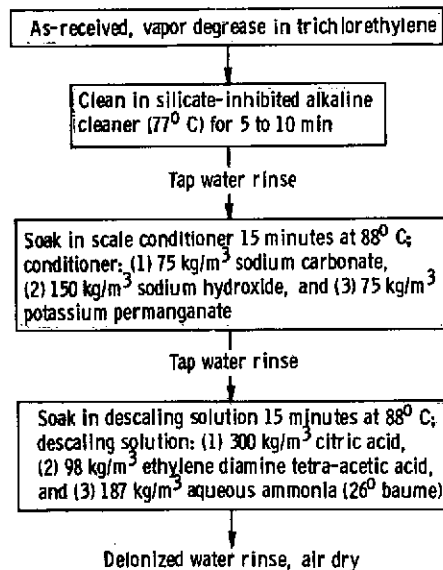 As-received, vapor degrease in trichlorethylene
Clean in silicate-inhibited alkaline
cleaner (77⁰ C) for 5 to 10 min
Tap water rinse
Soak in scale conditioner 15 minutes at 88⁰ C;
conditioner: (1) 75 kg/m³ sodium carbonate,
(2) 150 kg/m³ sodium hydroxide, and (3) 75 kg/m³
potassium permanganate
Tap water rinse
Soak in descaling solution 15 minutes at 88⁰ C;
descaling solution: (1) 300 kg/m³ citric acid,
(2) 98 kg/m³ ethylene diamine tetra-acetic acid,
and (3) 187 kg/m³ aqueous ammonia (26⁰ baume)
Deionized water rinse, air dry